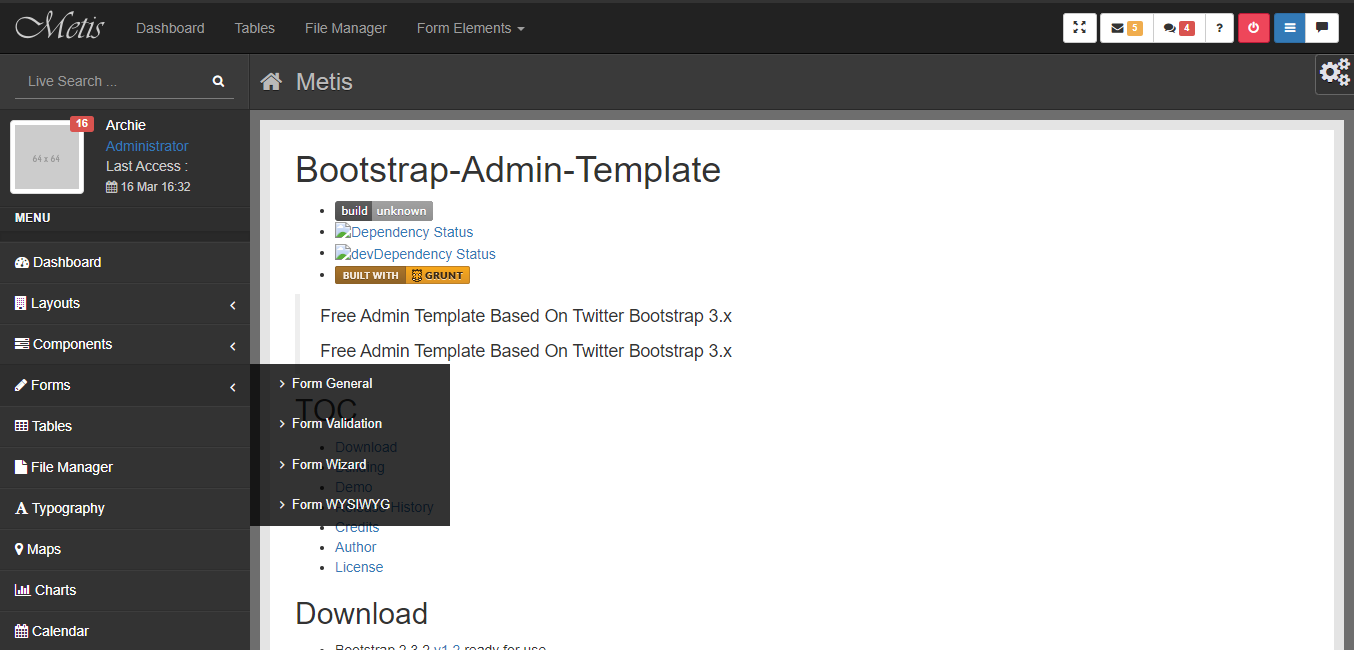 Metis
Dashboard Tables File Manager Form Elements
5 4 ?
Live Search ...
Metis
16
64 x 64
Archie
Administrator
Last Access :
16 Mar 16:32
MENU
Dashboard
Layouts
Components
Forms
Tables
File Manager
Typography
Maps
Charts
Calendar
Form General
Form Validation
Form Wizard
Form WYSIWYG
Bootstrap-Admin-Template
build unknown
Dependency Status
devDependency Status
BUILT WITH GRUNT
Free Admin Template Based On Twitter Bootstrap 3.x
Free Admin Template Based On Twitter Bootstrap 3.x
TOC
Download
Demo
History
Credits
Author
License
Download
Bootstrap 2.3.2 v1.2 ready for use